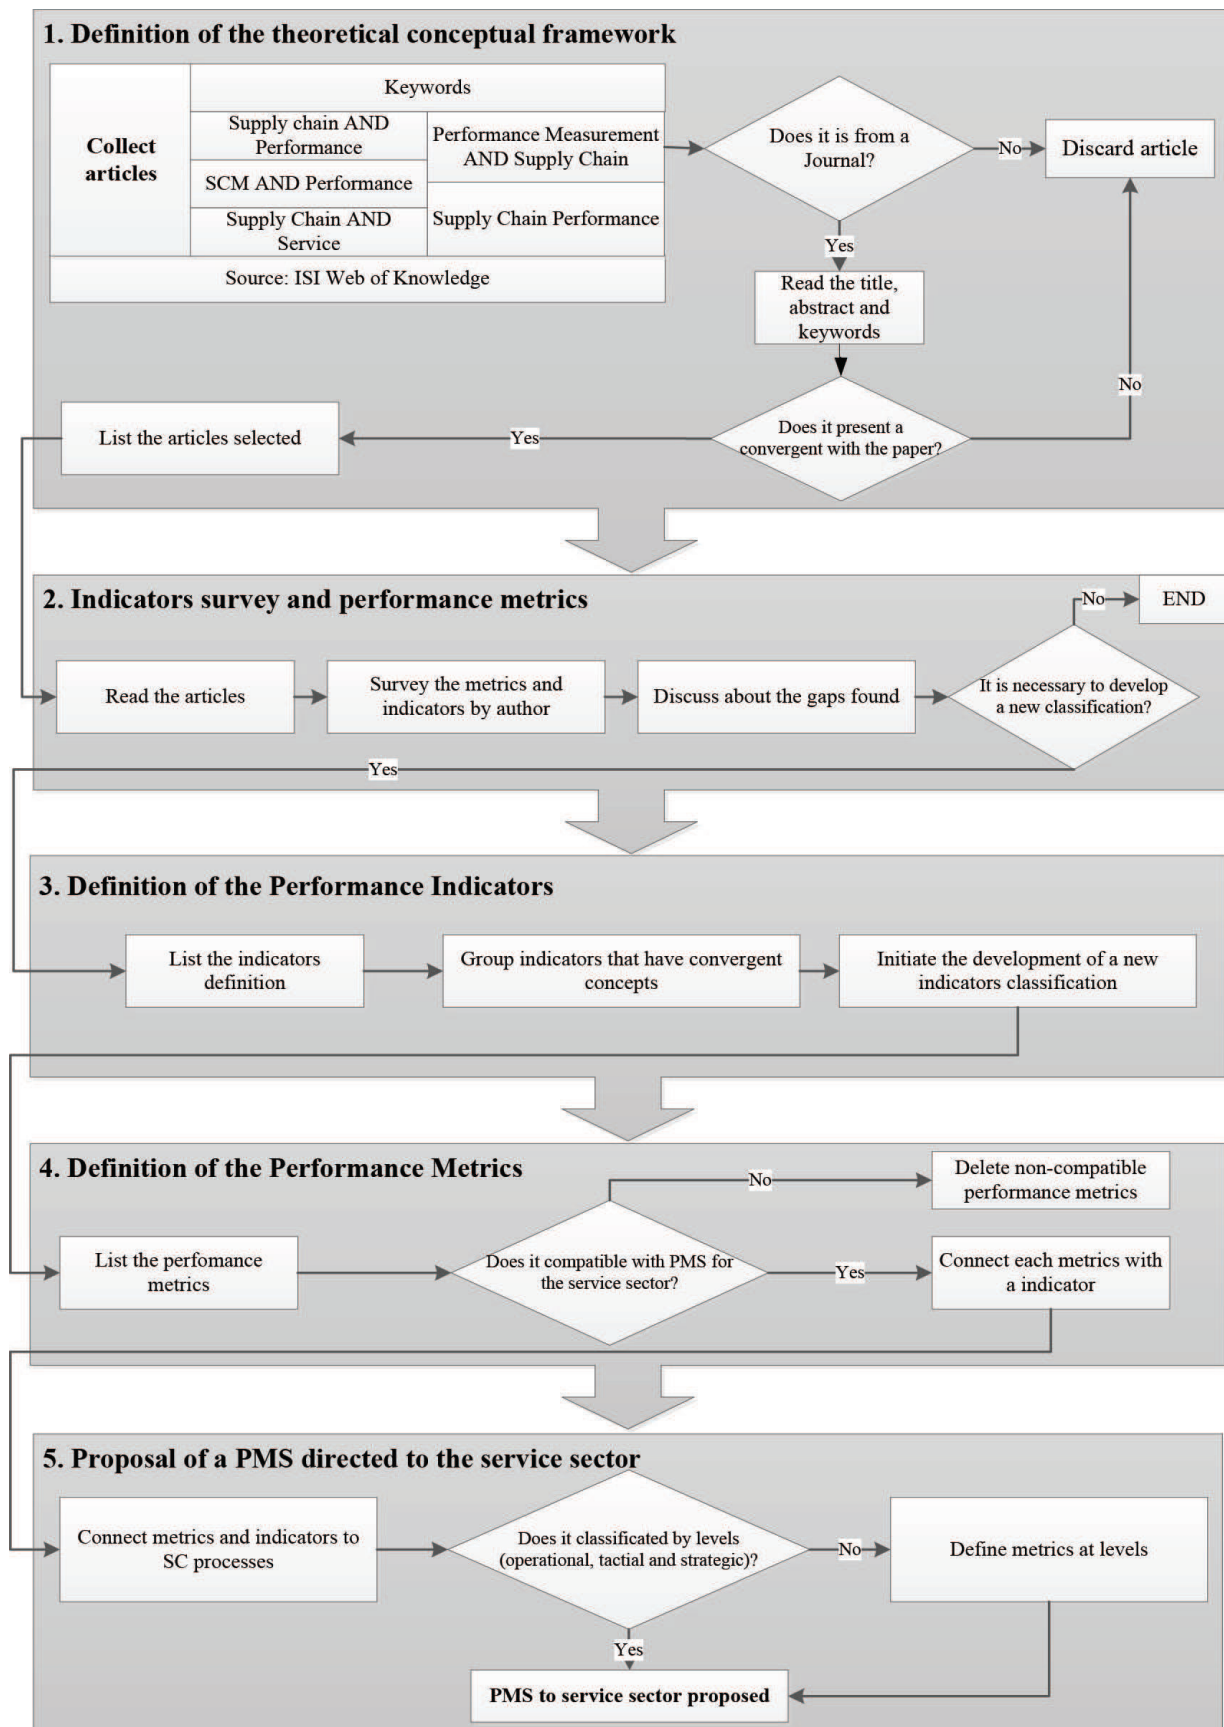 1. Definition of the theoretical conceptual framework
Collect
articles
Keywords
Supply chain AND
Performance
SCM AND Performance
Supply Chain AND
Service
Performance Measurement
AND Supply Chain
Supply Chain Performance
Source: ISI Web of Knowledge
Does it is from a
Journal?
No
Discard article
Yes
Read the title,
abstract and
keywords
No
Does it present a
convergent with the paper?
Yes
List the articles selected
2. Indicators survey and performance metrics
No
END
Read the articles
Survey the metrics and
indicators by author
Discuss about the gaps found
It is necessary to develop
a new classification?
Yes
3. Definition of the Performance Indicators
List the indicators
definition
Group indicators that have convergent
concepts
Initiate the development of a new
indicators classification
4. Definition of the Performance Metrics
No
Delete non-compatible
performance metrics
List the perfomance
metrics
Does it compatible with PMS for
the service sector?
Yes
Connect each metrics with
a indicator
5. Proposal of a PMS directed to the service sector
Connect metrics and indicators to
SC processes
Does it classificated by levels
(operational, tactial and strategic)?
No
Define metrics at levels
Yes
PMS to service sector proposed